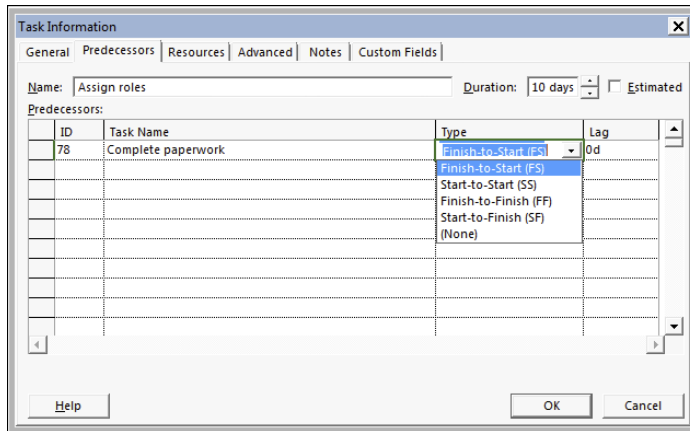 Task Information
General Predecessors Resources Advanced Notes Custom Fields
Name: Assign roles Duration: 10 days Estimated
Predecessors:
ID Task Name Type Lag
78 Complete paperwork Finish-to-Start (FS) 0d
Finish-to-Start (FS)
Start-to-Start (SS)
Finish-to-Finish (FF)
Start-to-Finish (SF)
(None)
Help OK Cancel